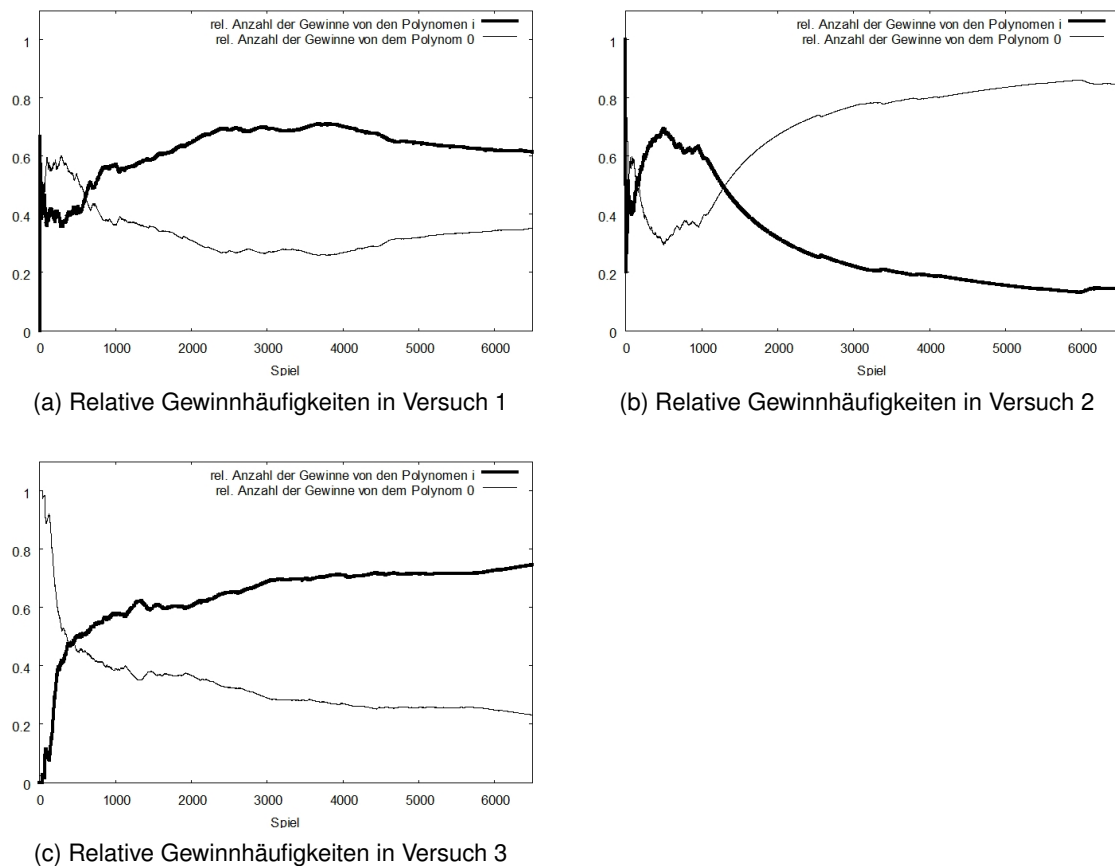 rel. Anzahl der Gewinne von den Polynomen i
rel. Anzahl der Gewinne von dem Polynom 0
1
0.8
0.6
0.4
0.2
0
0 1000 2000 3000 4000 5000 6000
Spiel
(a) Relative Gewinnhäufigkeiten in Versuch 1
rel. Anzahl der Gewinne von den Polynomen i
rel. Anzahl der Gewinne von dem Polynom 0
1
0.8
0.6
0.4
0.2
0
0 1000 2000 3000 4000 5000 6000
Spiel
(b) Relative Gewinnhäufigkeiten in Versuch 2
rel. Anzahl der Gewinne von den Polynomen i
rel. Anzahl der Gewinne von dem Polynom 0
1
0.8
0.6
0.4
0.2
0
0 1000 2000 3000 4000 5000 6000
Spiel
(c) Relative Gewinnhäufigkeiten in Versuch 3